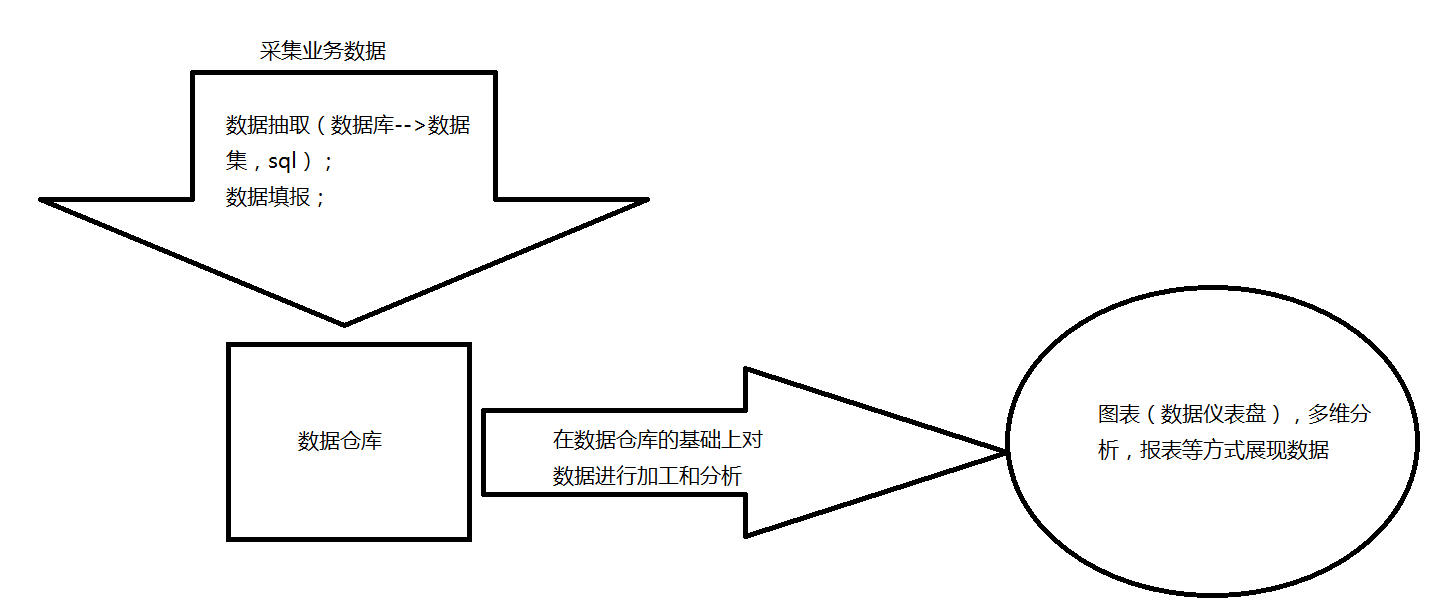 采集业务数据
数据抽取（数据库-->数据
集，sql）；
数据填报；
数据仓库
在数据仓库的基础上对
数据进行加工和分析
图表（数据仪表盘），多维分
析，报表等方式展现数据